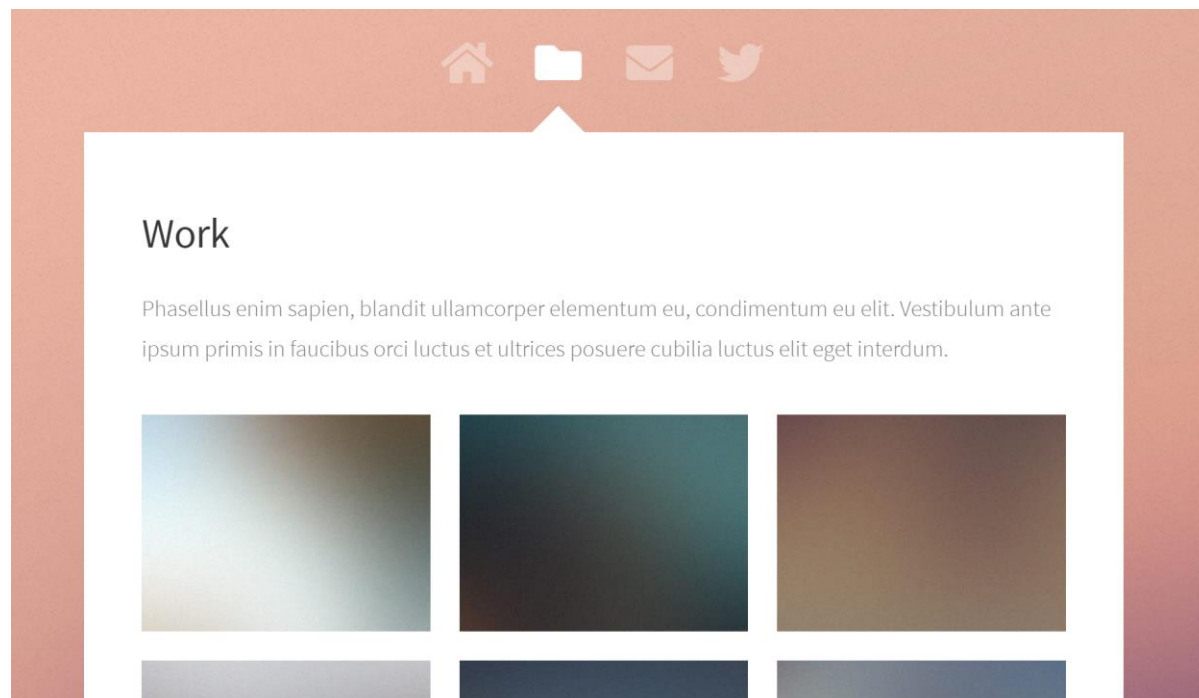 Work
Phasellus enim sapien, blandit ullamcorper elementum eu, condimentum eu elit. Vestibulum ante
ipsum primis in faucibus orci luctus et ultrices posuere cubilia luctus elit eget interdum.